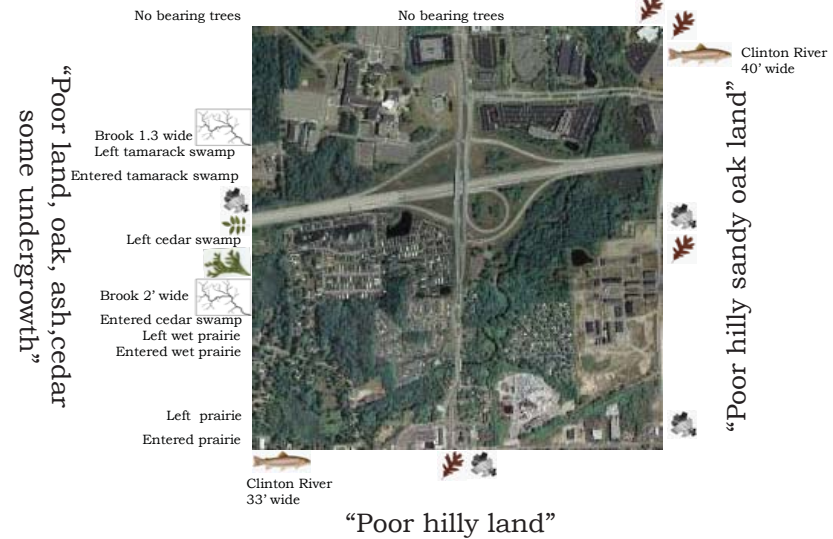 No bearing trees
No bearing trees
Clinton River
40’ wide
“Poor land, oak, ash,cedar
some undergrowth”
Brook 1.3 wide
Left tamarack swamp
Entered tamarack swamp
Left cedar swamp
Brook 2’ wide
Entered cedar swamp
Left wet prairie
Entered wet prairie
Left prairie
Entered prairie
“Poor hilly sandy oak land”
Clinton River
33’ wide
“Poor hilly land”